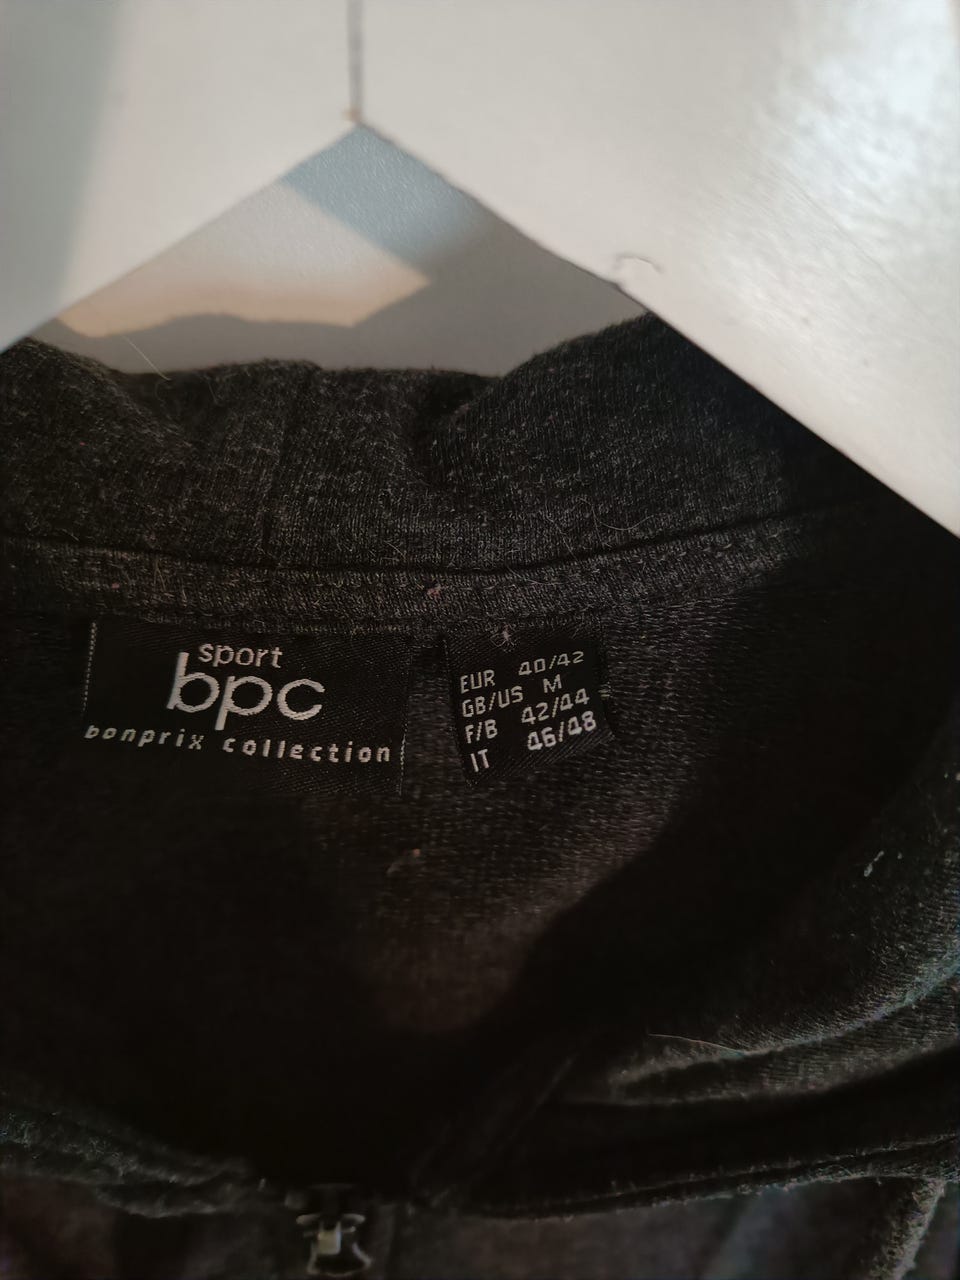 sport
bpc
bonprix collection
EUR 40/42
GB/US M
F/B 42/44
IT 46/48